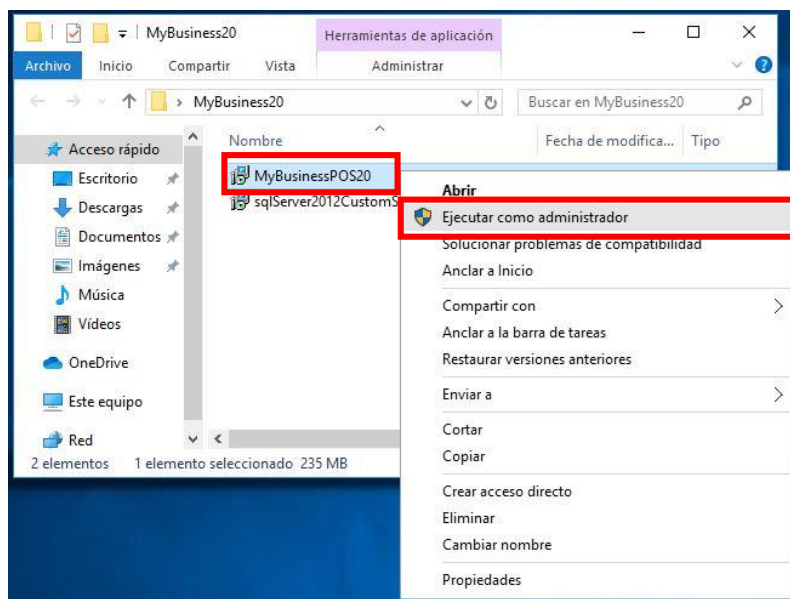 MyBusiness20
Herramientas de aplicación
Archivo Inicio Compartir Vista Administrar
MyBusiness20
Buscar en MyBusiness20
Acceso rápido
Escritorio
Descargas
Documentos
Imágenes
Música
Vídeos
OneDrive
Este equipo
Red
Nombre Fecha de modifica... Tipo
MyBusinessPOS20
sqlServer2012CustomS
2 elementos 1 elemento seleccionado 235 MB
Abrir
Ejecutar como administrador
Solucionar problemas de compatibilidad
Anclar a Inicio
Compartir con
Anclar a la barra de tareas
Restaurar versiones anteriores
Enviar a
Cortar
Copiar
Crear acceso directo
Eliminar
Cambiar nombre
Propiedades